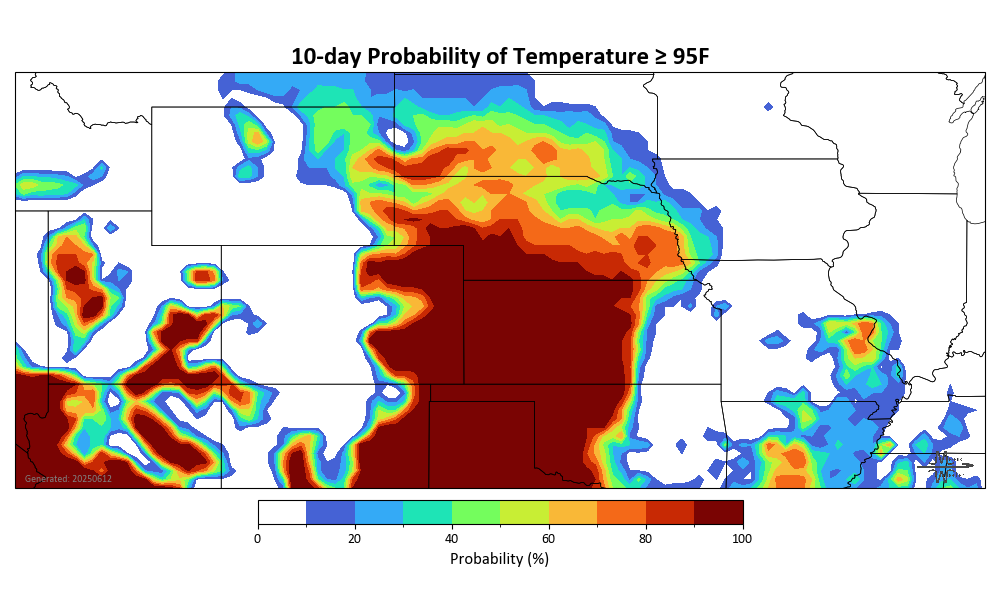 10-day Probability of Temperature ≥ 95F
Generated: 20250612
0 20 40 60 80 100
Probability (%)